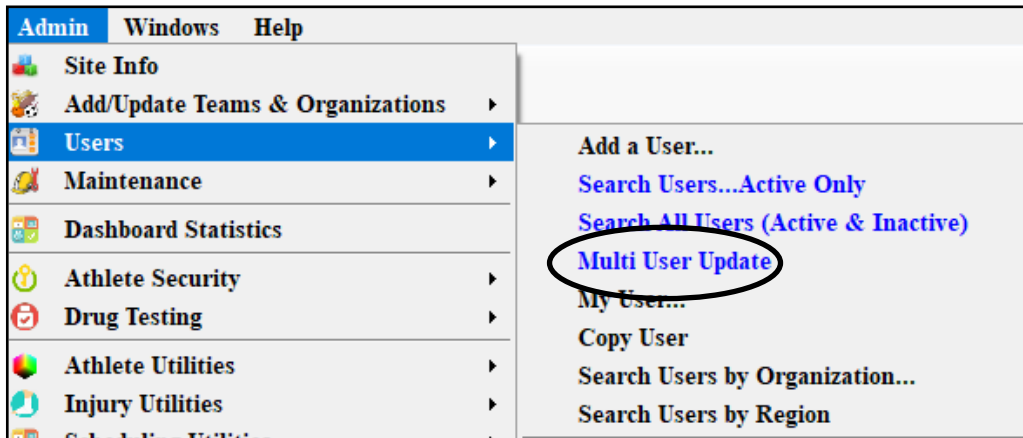 Admin Windows Help
Site Info
Add/Update Teams & Organizations
Users
Maintenance
Dashboard Statistics
Athlete Security
Drug Testing
Athlete Utilities
Injury Utilities
Scheduling Utilities
Add a User...
Search Users...Active Only
Search All Users (Active & Inactive)
Multi User Update
My User...
Copy User
Search Users by Organization...
Search Users by Region